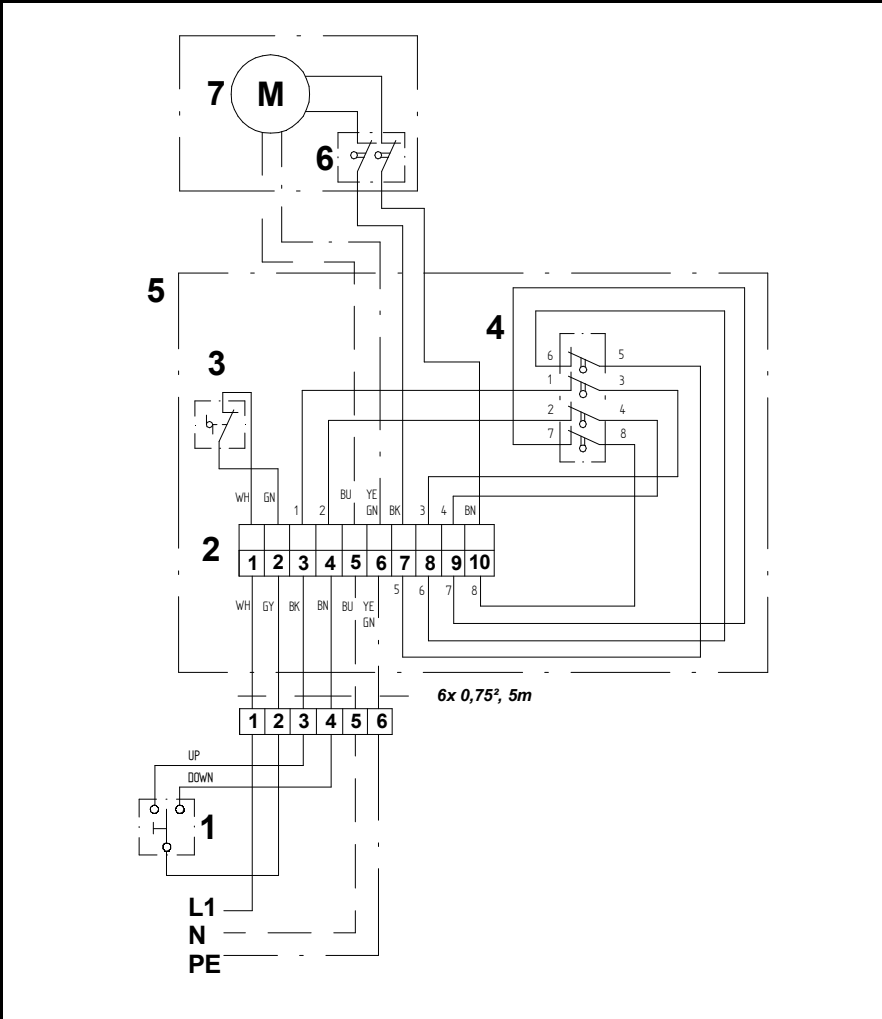 7 M
6
5
4
6 5
3
1 3
2 4
7 8
WH GN 1 2 BU YE GN BK 3 4 BN
2
1 2 3 4 5 6 7 8 9 10
WH GY BK BN BU YE GN 5 6 7 8
6x 0,75², 5m
1 2 3 4 5 6
UP
DOWN
1
L1
N
PE